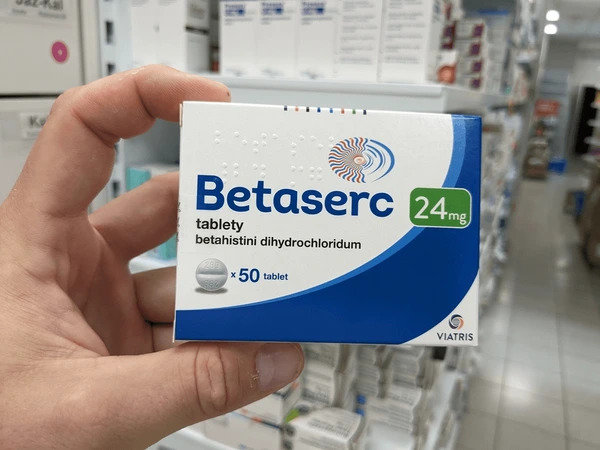 Betaserc
24mg
tablety
betahistini dihydrochloridum
x 50 tablet
VIATRIS